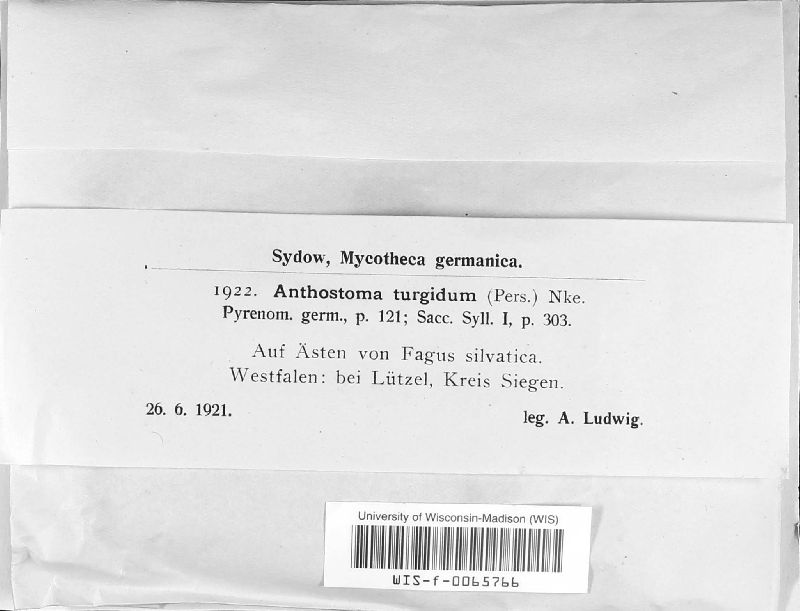 Sydow, Mycotheca germanica.
1922. Anthostoma turgidum (Pers.) Nke.
Pyrenom. germ., p. 121; Sacc. Syll. I, p. 303.
Auf Ästen von Fagus silvatica.
Westfalen: bei Lützel, Kreis Siegen.
26. 6. 1921. leg. A. Ludwig.
University of Wisconsin-Madison (WIS)
WIS-f-0065766